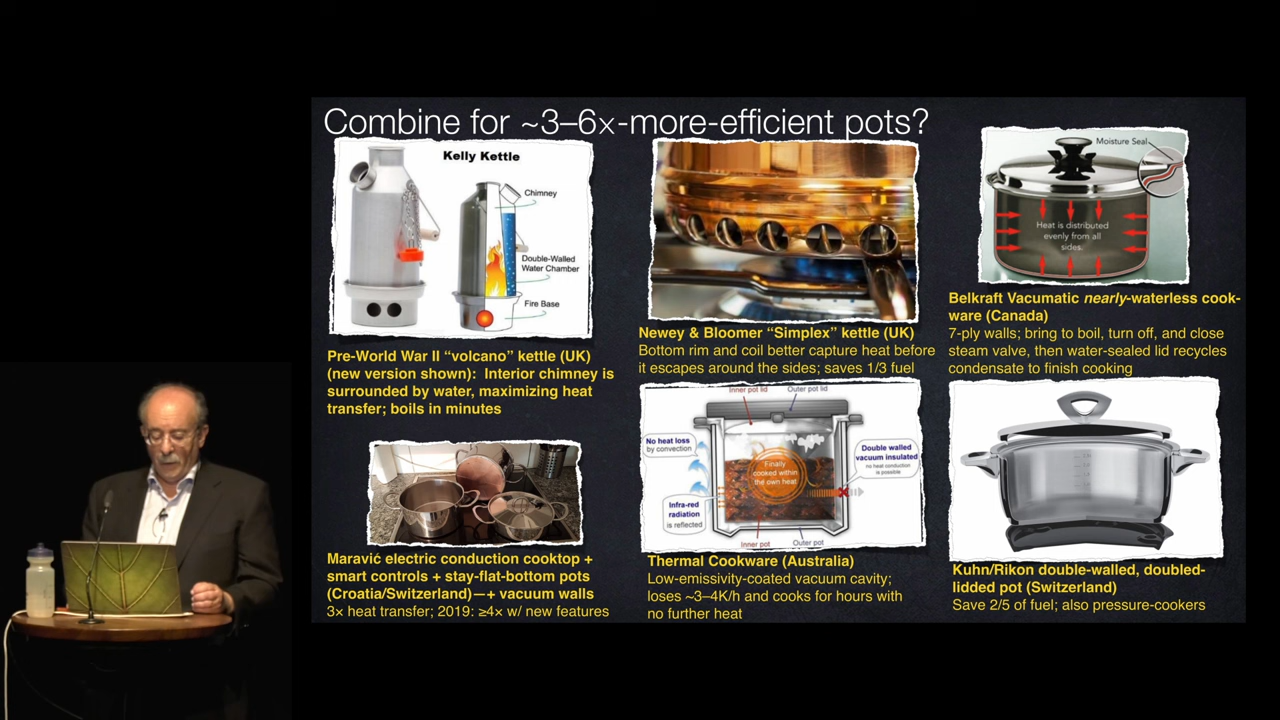 Combine for ~3–6×-more-efficient pots?
Kelly Kettle
Chimney
Double-Walled
Water Chamber
Fire Base
Pre-World War II “volcano” kettle (UK)
(new version shown):  Interior chimney is
surrounded by water, maximizing heat
transfer; boils in minutes
Newey & Bloomer “Simplex” kettle (UK)
Bottom rim and coil better capture heat before
it escapes around the sides; saves 1/3 fuel
Moisture Seal
Heat is distributed
evenly from all
sides.
Belkraft Vacumatic nearly-waterless cook-
ware (Canada)
7-ply walls; bring to boil, turn off, and close
steam valve, then water-sealed lid recycles
condensate to finish cooking
Maravić electric conduction cooktop +
smart controls + stay-flat-bottom pots
(Croatia/Switzerland)—+ vacuum walls
3× heat transfer; 2019: ≥4× w/ new features
Inner pot lid
Outer pot lid
No heat loss
by convection
Double walled
vacuum insulated
no heat conduction
is possible
Finally
cooked within
the own heat
Infra-red
radiation
is reflected
Inner pot
Outer pot
Thermal Cookware (Australia)
Low-emissivity-coated vacuum cavity;
loses ~3–4K/h and cooks for hours with
no further heat
Kuhn/Rikon double-walled, doubled-
lidded pot (Switzerland)
Save 2/5 of fuel; also pressure-cookers